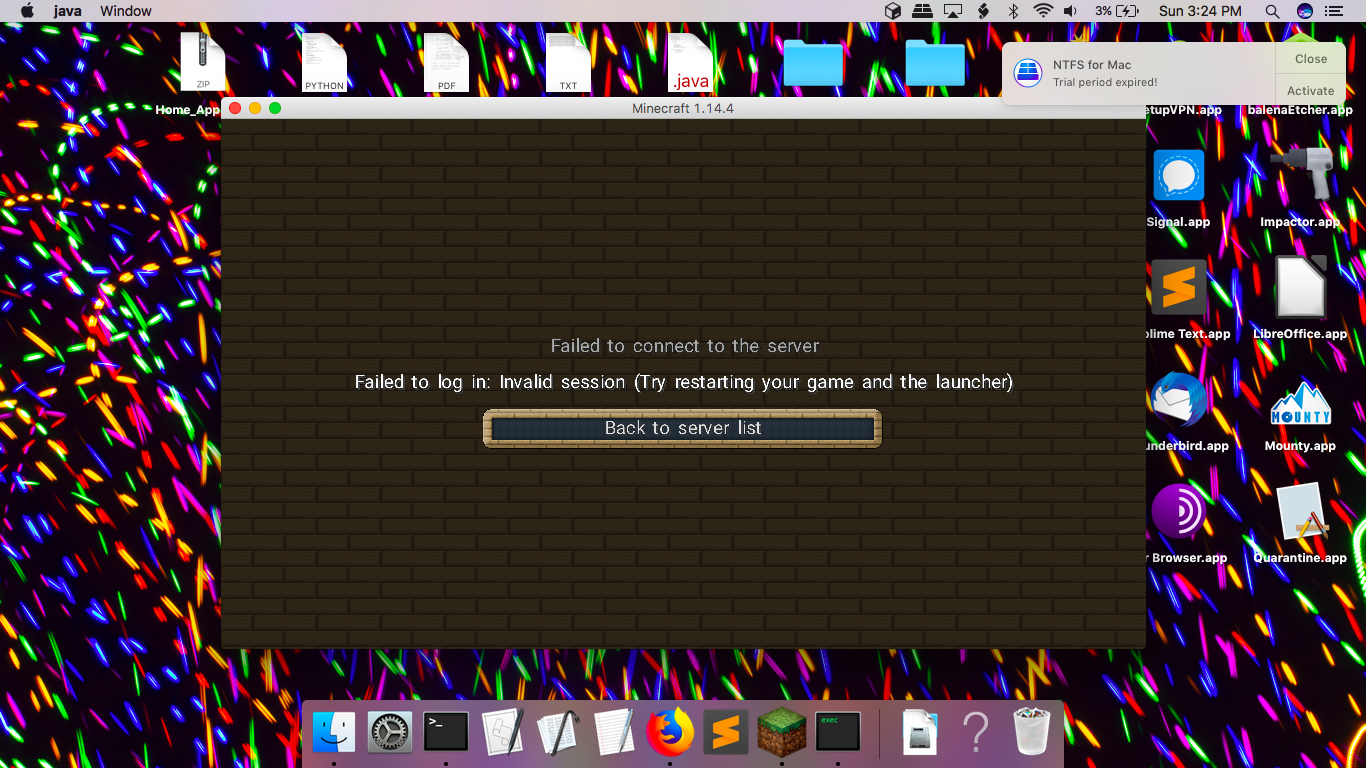 java Window 3% Sun 3:24 PM
ZIP
PYTHON
PDF
TXT
.java
NTFS for Mac
Trial period expired!
Close
Activate
Home_App
etupVPN.app
balenaEtcher.app
Minecraft 1.14.4
Signal.app
Impactor.app
blime Text.app
LibreOffice.app
Failed to connect to the server
Failed to log in: Invalid session (Try restarting your game and the launcher)
Back to server list
MOUNTY
underbird.app
Mounty.app
r Browser.app
Quarantine.app
>_
exec
?